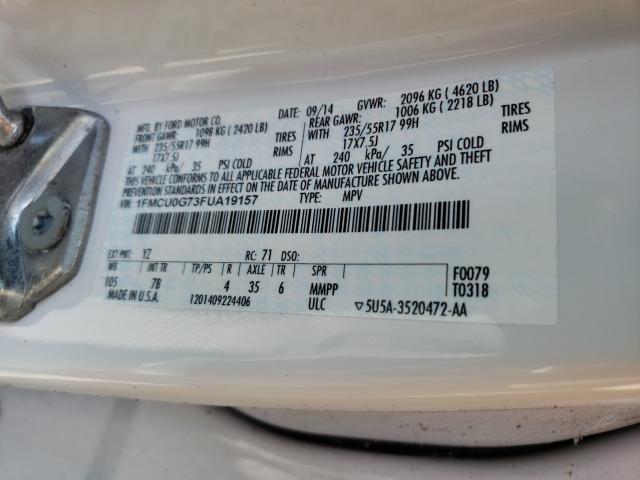 MFD. BY FORD MOTOR CO.
DATE: 09/14 GVWR: 2096 KG ( 4620 LB)
FRONT GAWR: 1098 KG ( 2420 LB) REAR GAWR: 1006 KG ( 2218 LB)
WITH 235/55R17 99H TIRES WITH 235/55R17 99H TIRES
17X7.5J RIMS 17X7.5J RIMS
AT 240 kPa/ 35 PSI COLD AT 240 kPa/ 35 PSI COLD
THIS VEHICLE CONFORMS TO ALL APPLICABLE FEDERAL MOTOR VEHICLE SAFETY AND THEFT
PREVENTION STANDARDS IN EFFECT ON THE DATE OF MANUFACTURE SHOWN ABOVE.
1FMCU0G73FUA19157 TYPE: MPV
EXT PNT: YZ RC: 71 DSO:
WB INT TR TP/PS R AXLE TR SPR F0079
105 7B 4 35 6 MMPP T0318
MADE IN U.S.A. 1201409224406 ULC ▽5U5A-3520472-AA